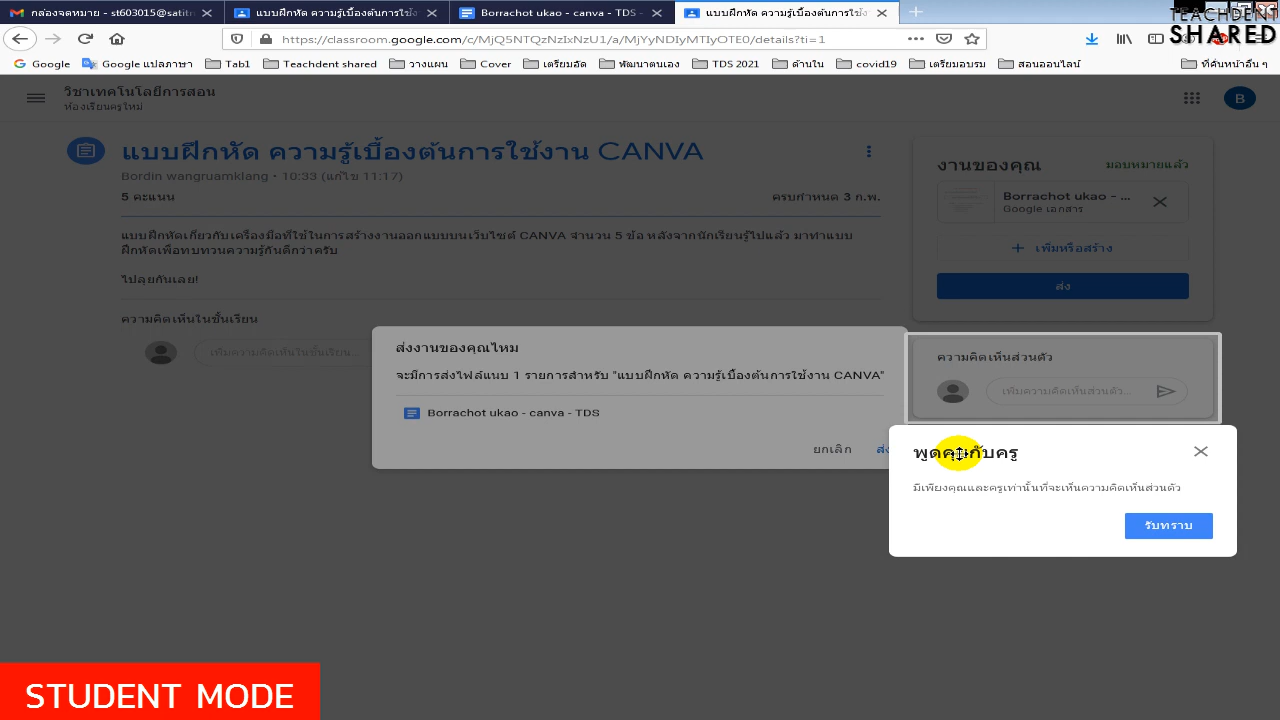 กล่องจดหมาย - st603015@satitn
แบบฝึกหัด ความรู้เบื้องต้นการใช้ง
Borrachot ukao - canva - TDS -
แบบฝึกหัด ความรู้เบื้องต้นการใช้ง
TEACHDENT
SHARED
https://classroom.google.com/c/MjQ5NTQzNDkxNzU1/a/MjYyNDIyMTIyOTE0/details?ti=1
Google
Google แปลภาษา
Tab1
Teachdent shared
วางแผน
Cover
เตรียมอัด
พัฒนาตนเอง
TDS 2021
ด้านใน
covid19
เตรียมอบรม
สอนออนไลน์
ที่คั่นหน้าอื่น ๆ
วิชาเทคโนโลยีการสอน
ห้องเรียนครูใหม่
B
แบบฝึกหัด ความรู้เบื้องต้นการใช้งาน CANVA
Bordin wangruamklang • 10:33 (แก้ไข 11:17)
5 คะแนน
ครบกำหนด 3 ก.พ.
แบบฝึกหัดเกี่ยวกับเครื่องมือที่ใช้ในการสร้างงานออกแบบบนเว็บไซต์ CANVA จำนวน 5 ข้อ หลังจากนักเรียนรู้ไปแล้ว มาทำแบบ
ฝึกหัดเพื่อทบทวนความรู้กันดีกว่าครับ
ไปลุยกันเลย!
ความคิดเห็นในชั้นเรียน
เพิ่มความคิดเห็นในชั้นเรียน...
งานของคุณ
มอบหมายแล้ว
Borrachot ukao - ...
Google เอกสาร
เพิ่มหรือสร้าง
ส่ง
ส่งงานของคุณไหม
จะมีการส่งไฟล์แนบ 1 รายการสำหรับ "แบบฝึกหัด ความรู้เบื้องต้นการใช้งาน CANVA"
Borrachot ukao - canva - TDS
ยกเลิก
ส่ง
ความคิดเห็นส่วนตัว
เพิ่มความคิดเห็นส่วนตัว...
พูดคุยกับครู
มีเพียงคุณและครูเท่านั้นที่จะเห็นความคิดเห็นส่วนตัว
รับทราบ
STUDENT MODE